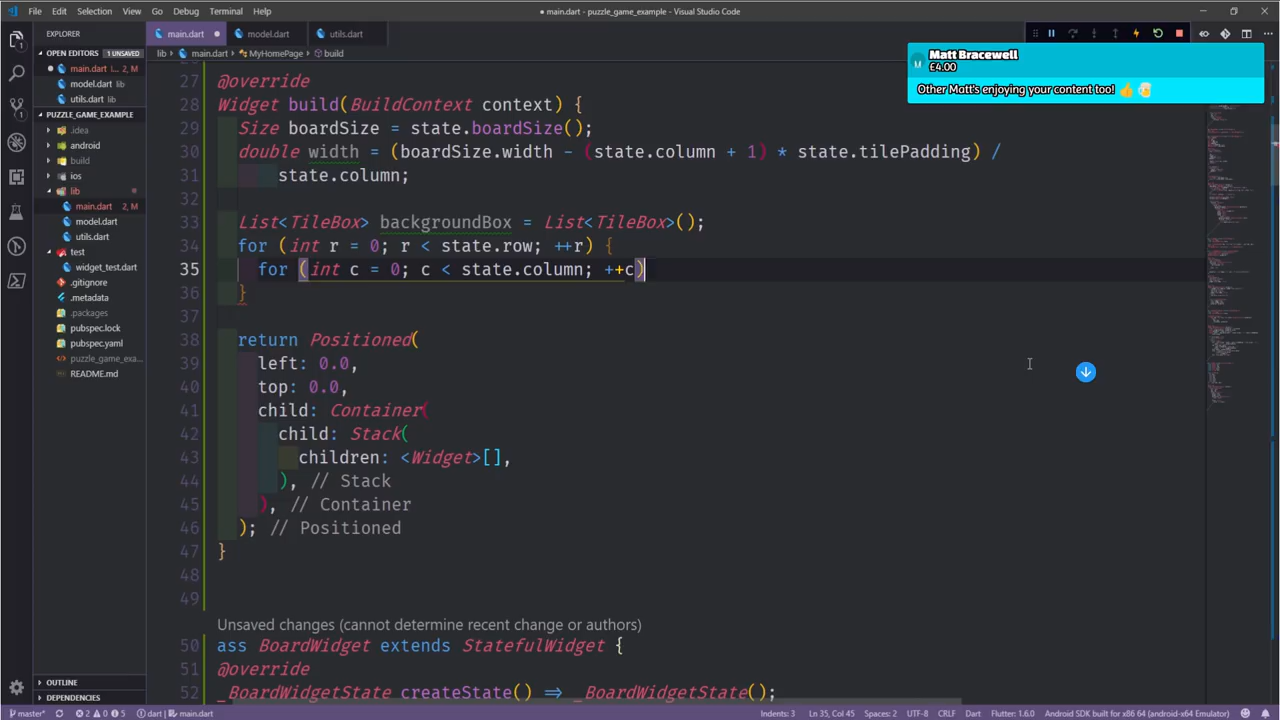 File Edit Selection View Go Debug Terminal Help
● main.dart - puzzle_game_example - Visual Studio Code
EXPLORER
main.dart ● model.dart utils.dart
OPEN EDITORS 1 UNSAVED
lib › main.dart › MyHomePage › build
● main.dart lib 2, M
model.dart lib
utils.dart lib
PUZZLE_GAME_EXAMPLE
.idea
android
build
ios
lib
main.dart 2, M
model.dart
utils.dart
test
widget_test.dart
.gitignore
.metadata
.packages
pubspec.lock
pubspec.yaml
puzzle_game_exa...
README.md
OUTLINE
DEPENDENCIES
Matt Bracewell
£4.00
Other Matt's enjoying your content too! 👍 🍻
27 @override
28 Widget build(BuildContext context) {
29 Size boardSize = state.boardSize();
30 double width = (boardSize.width - (state.column + 1) * state.tilePadding) /
31 state.column;
32
33 List<TileBox> backgroundBox = List<TileBox>();
34 for (int r = 0; r < state.row; ++r) {
35 for (int c = 0; c < state.column; ++c)
36 }
37
38 return Positioned(
39 left: 0.0,
40 top: 0.0,
41 child: Container(
42 child: Stack(
43 children: <Widget>[],
44 ), // Stack
45 ), // Container
46 ); // Positioned
47 }
48
49
Unsaved changes (cannot determine recent change or authors)
50 ass BoardWidget extends StatefulWidget {
51 @override
52 _BoardWidgetState createState() => _BoardWidgetState();
master* 2 0 5 dart | main.dart Indents: 3 Ln 35, Col 45 Spaces: 2 UTF-8 CRLF Dart Flutter: 1.6.0 Android SDK built for x86 64 (android-x64 Emulator)